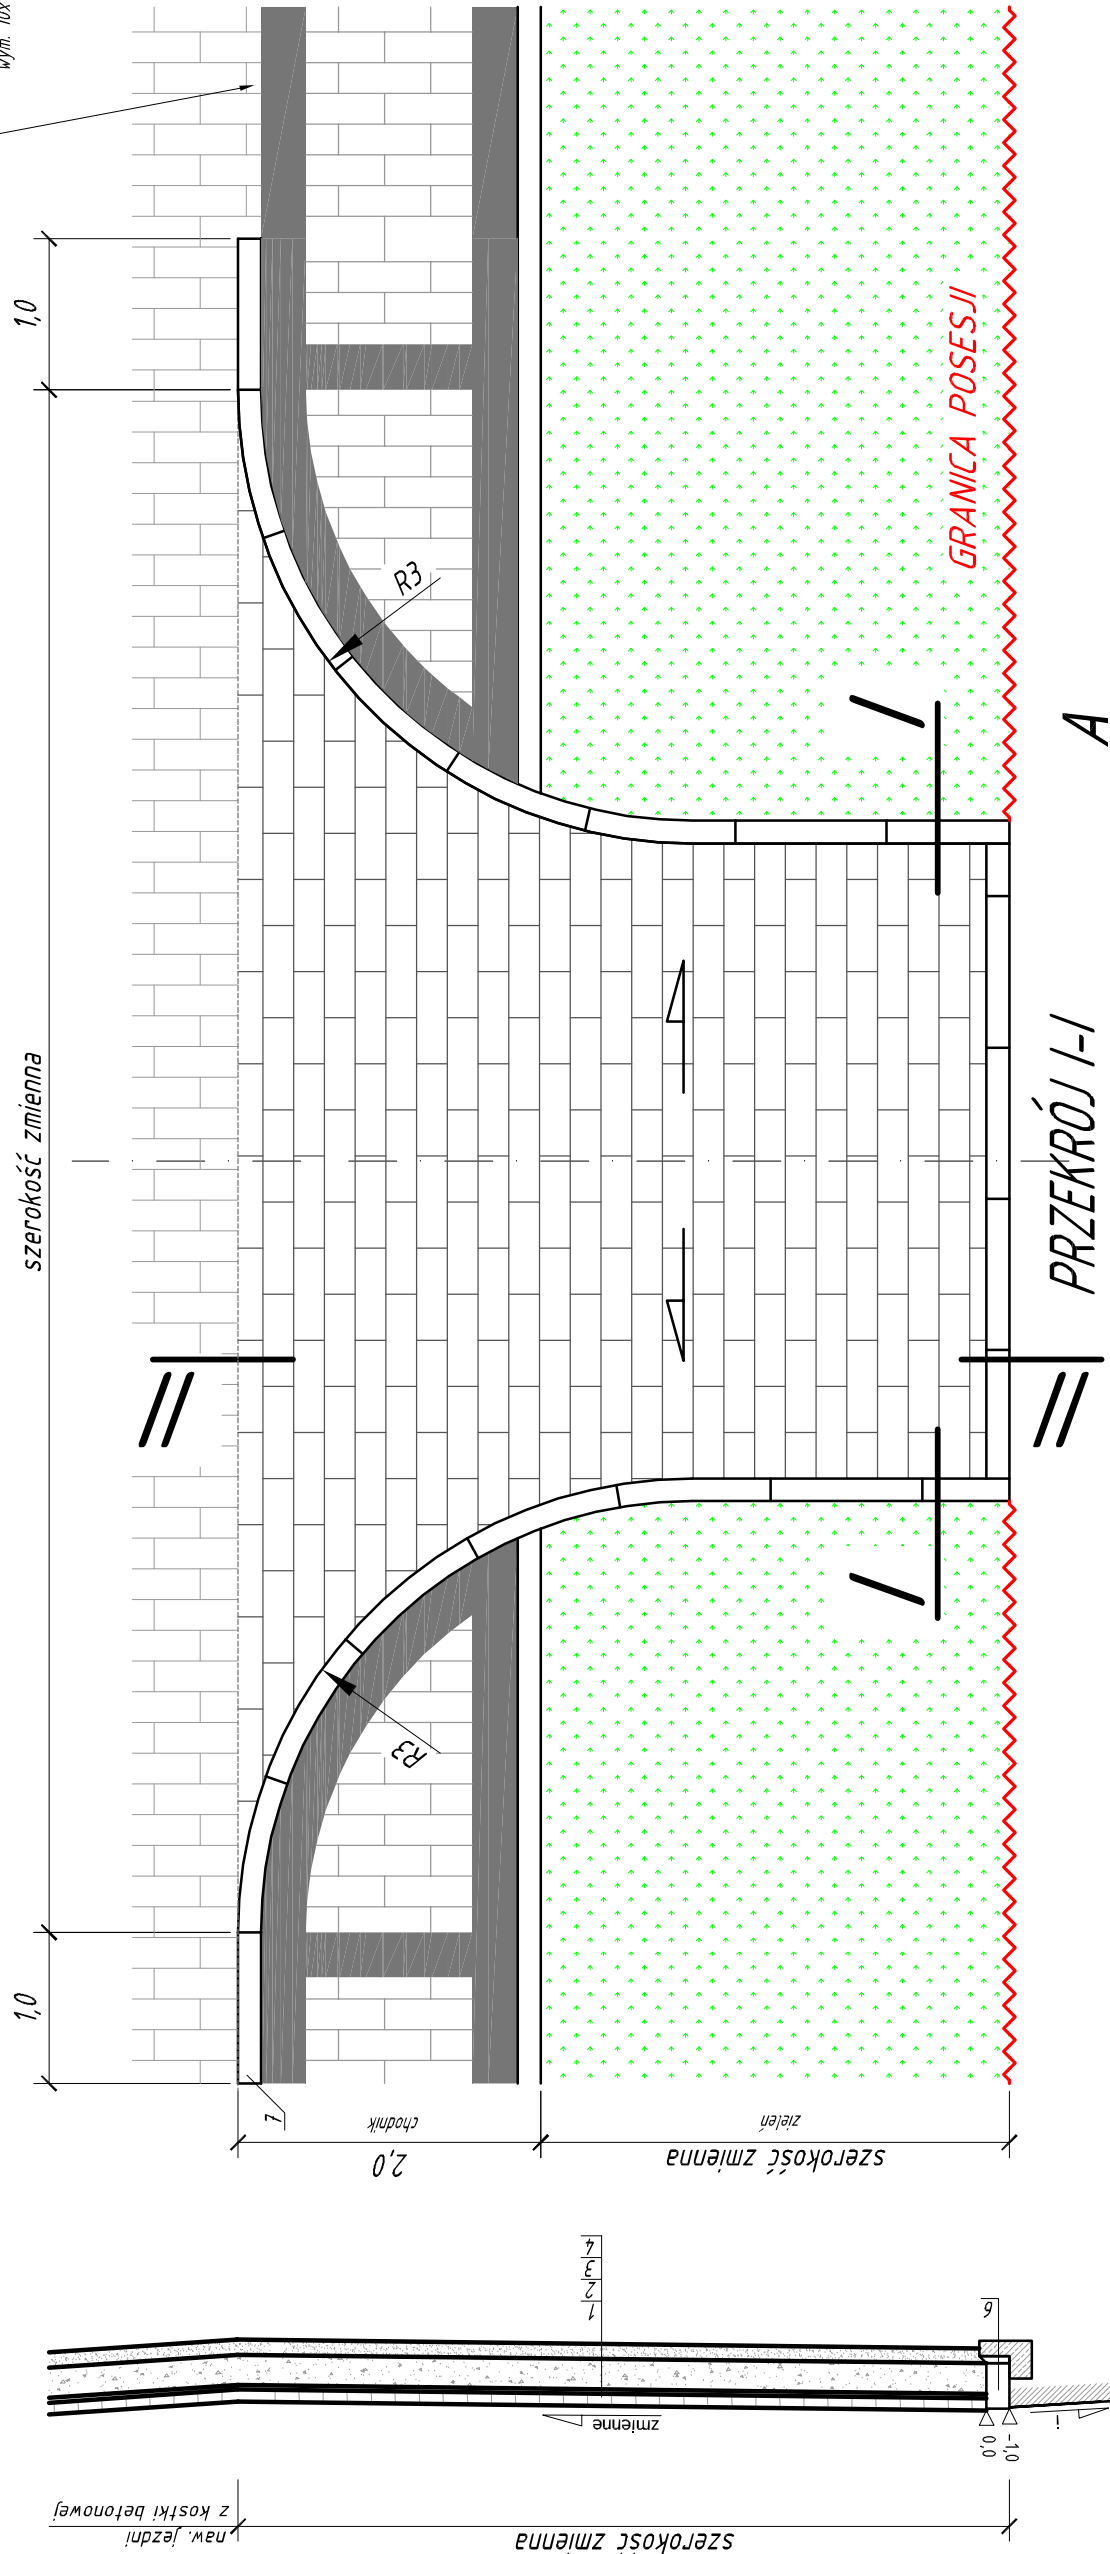 wym. 10x
1,0
szerokość zmienna
1,0
R3
R3
GRANICA POSESJI
I
I
II
II
A
PRZEKRÓJ I-I
7
chodnik
2,0
zieleń
szerokość zmienna
1
2
3
4
6
zmienne
i
0,0
-1,0
naw. jezdni
z kostki betonowej
szerokość zmienna